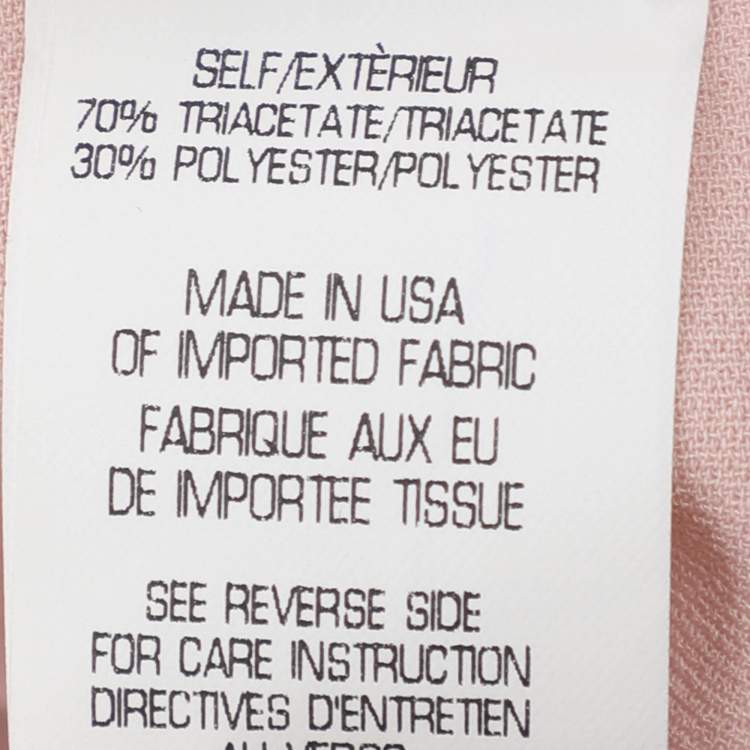 SELF/EXTÈRIEUR
70% TRIACETATE/TRIACETATE
30% POLYESTER/POLYESTER
MADE IN USA
OF IMPORTED FABRIC
FABRIQUE AUX EU
DE IMPORTEE TISSUE
SEE REVERSE SIDE
FOR CARE INSTRUCTION
DIRECTIVES D'ENTRETIEN